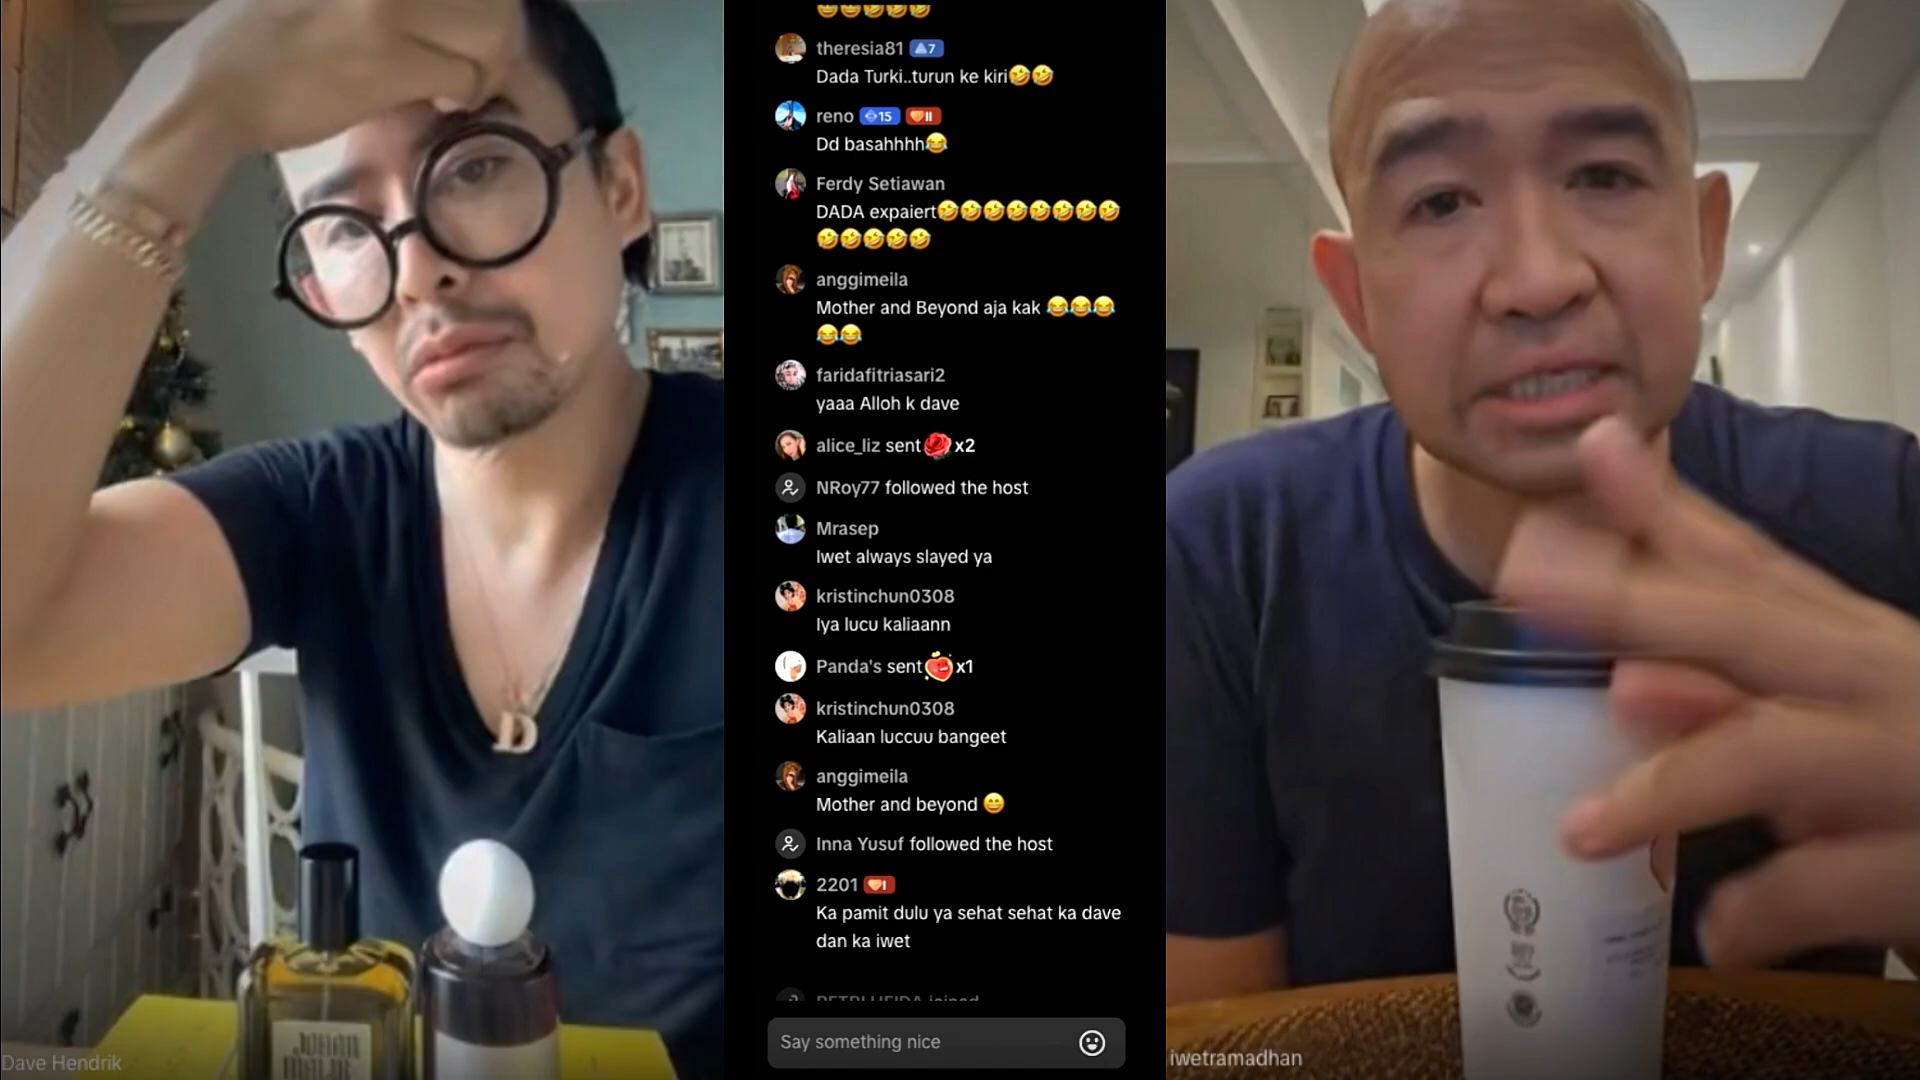 theresia81 7
Dada Turki..turun ke kiri🤣🤣
reno 15 II
Dd basahhhh😂
Ferdy Setiawan
DADA expaiert🤣🤣🤣🤣🤣🤣🤣🤣
🤣🤣🤣🤣🤣
anggimeila
Mother and Beyond aja kak 😂😂😂
😂😂
faridafitriasari2
yaaa Alloh k dave
alice_liz sent🌹x2
NRoy77 followed the host
Mrasep
Iwet always slayed ya
kristinchun0308
Iya lucu kaliaann
Panda's sent x1
kristinchun0308
Kaliaan luccuu bangeet
anggimeila
Mother and beyond 😄
Inna Yusuf followed the host
2201 I
Ka pamit dulu ya sehat sehat ka dave
dan ka iwet
joined
Say something nice
D
Dave Hendrik
iwetramadhan